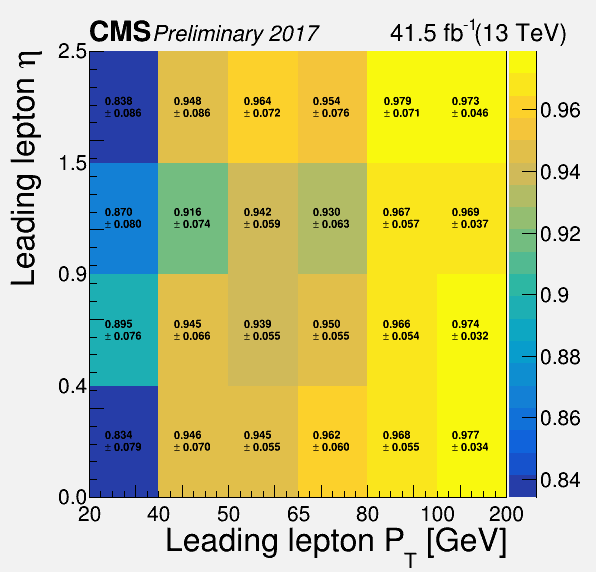 CMS Preliminary 2017 41.5 fb-1(13 TeV)
Leading lepton η
2.5
1.5
0.9
0.4
0.0
0.838 0.948 0.964 0.954 0.979 0.973
± 0.086 ± 0.086 ± 0.072 ± 0.076 ± 0.071 ± 0.046
0.870 0.916 0.942 0.930 0.967 0.969
± 0.080 ± 0.074 ± 0.059 ± 0.063 ± 0.057 ± 0.037
0.895 0.945 0.939 0.950 0.966 0.974
± 0.076 ± 0.066 ± 0.055 ± 0.055 ± 0.054 ± 0.032
0.834 0.946 0.945 0.962 0.968 0.977
± 0.079 ± 0.070 ± 0.055 ± 0.060 ± 0.055 ± 0.034
20 40 50 65 80 100 200
Leading lepton PT [GeV]
0.96
0.94
0.92
0.9
0.88
0.86
0.84